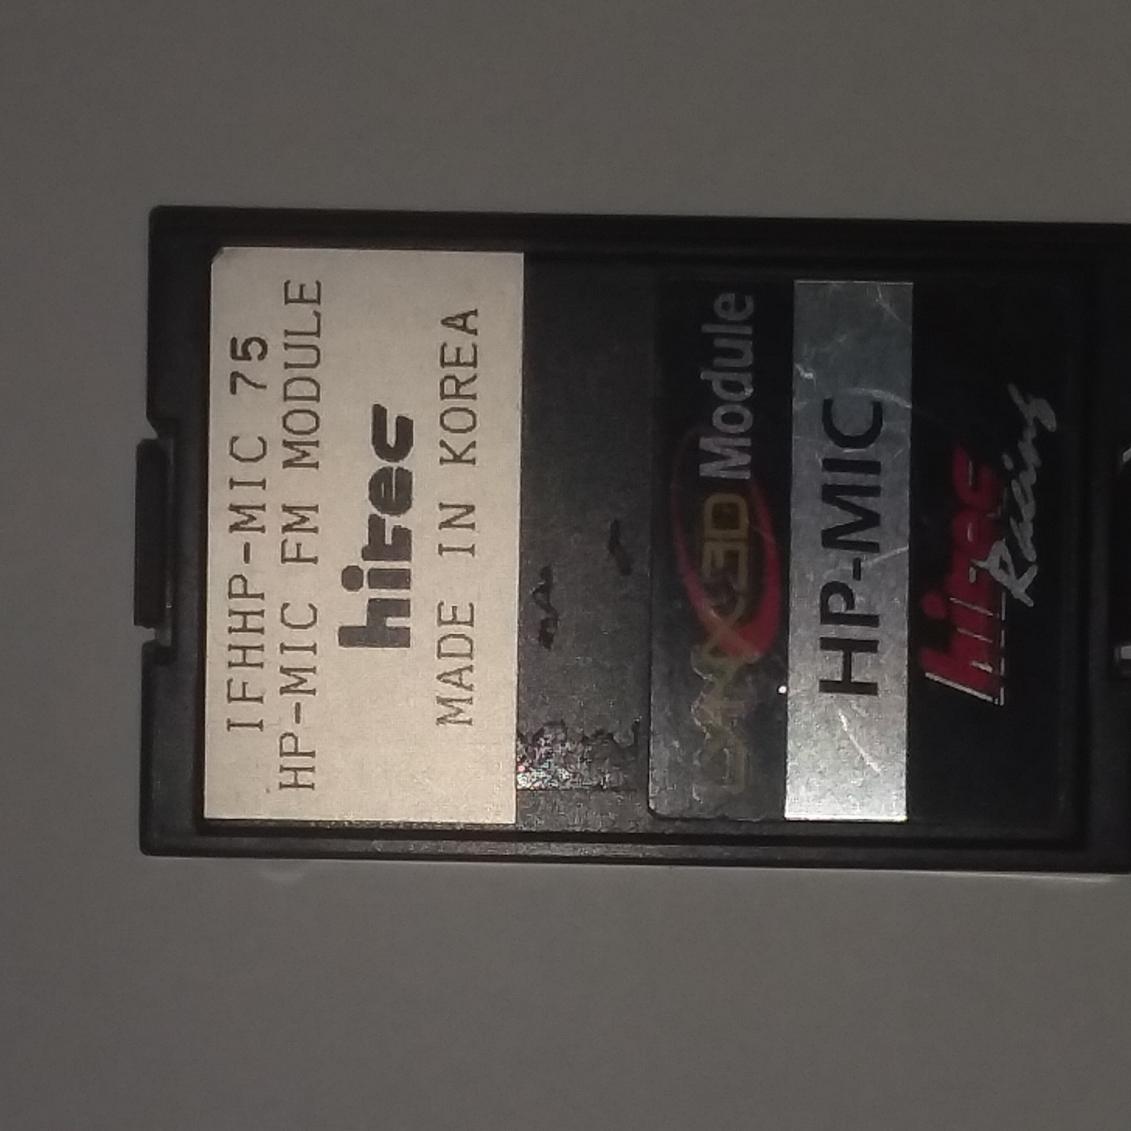 IFHHP-MIC 75
HP-MIC FM MODULE
hitec
MADE IN KOREA
Module
HP-MIC
hitec
Racing